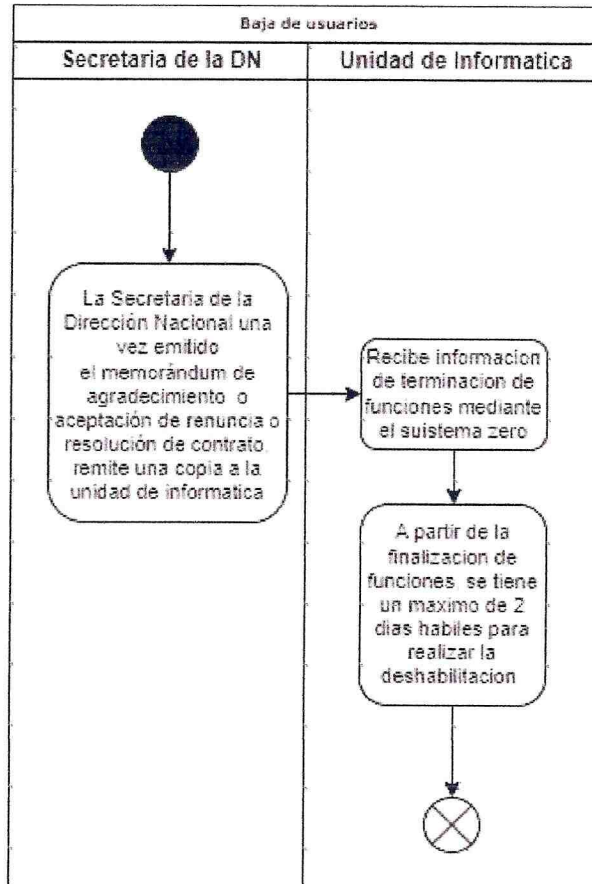 Baja de usuarios
Secretaria de la DN
Unidad de Informatica
La Secretaria de la
Dirección Nacional una
vez emitido
el memorándum de
agradecimiento o
aceptación de renuncia o
resolución de contrato,
remite una copia a la
unidad de informatica
Recibe informacion
de terminacion de
funciones mediante
el suistema zero
A partir de la
finalizacion de
funciones, se tiene
un maximo de 2
dias habiles para
realizar la
deshabilitacion